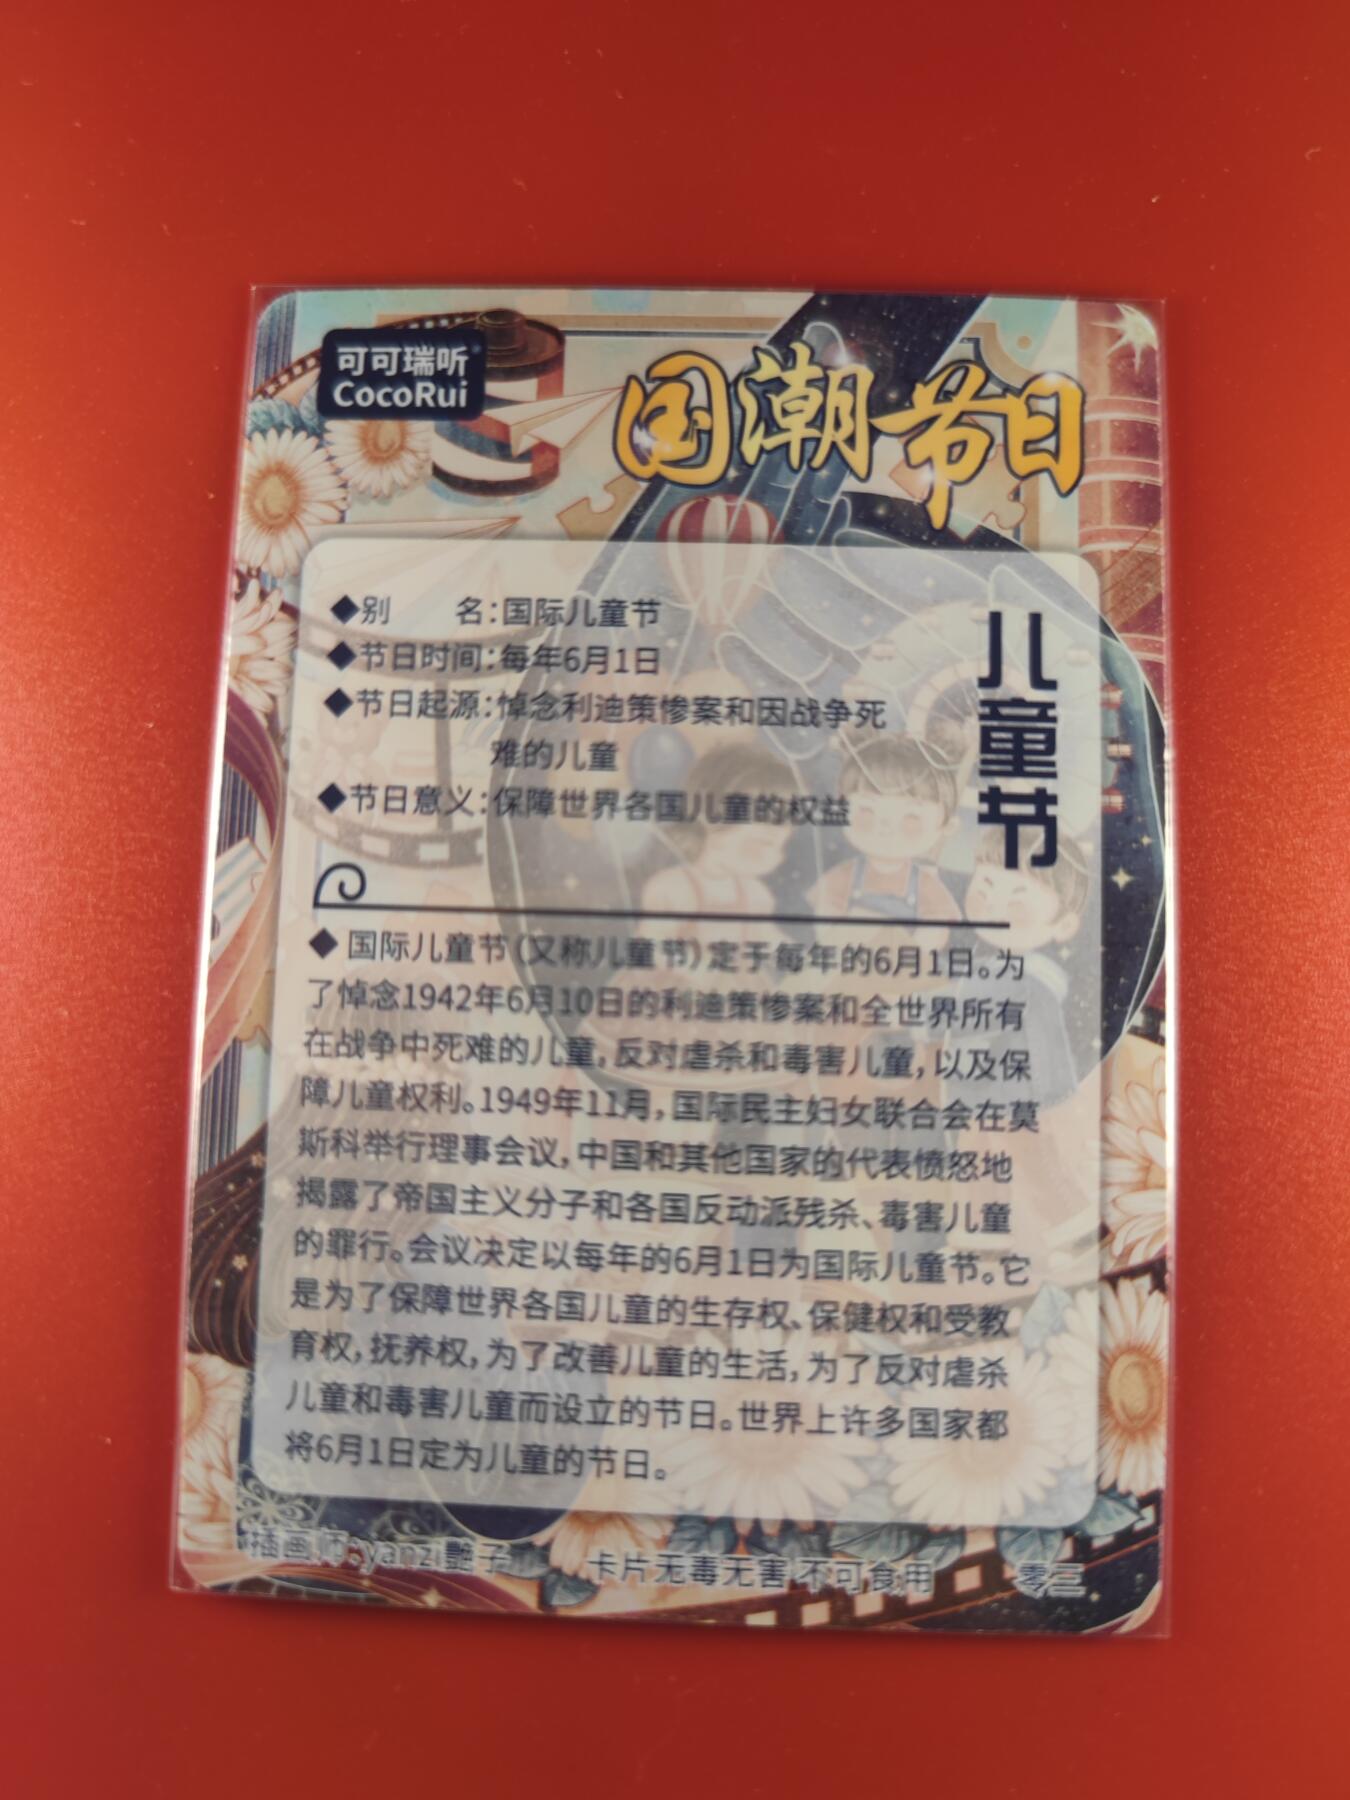 可可瑞听
CocoRui
国潮节日
儿童节
◆别　　名：国际儿童节
◆节日时间：每年6月1日
◆节日起源：悼念利迪策惨案和因战争死
难的儿童
◆节日意义：保障世界各国儿童的权益
◆国际儿童节（又称儿童节）定于每年的6月1日。为
了悼念1942年6月10日的利迪策惨案和全世界所有
在战争中死难的儿童，反对虐杀和毒害儿童，以及保
障儿童权利。1949年11月，国际民主妇女联合会在莫
斯科举行理事会议，中国和其他国家的代表愤怒地
揭露了帝国主义分子和各国反动派残杀、毒害儿童
的罪行。会议决定以每年的6月1日为国际儿童节。它
是为了保障世界各国儿童的生存权、保健权和受教
育权，抚养权，为了改善儿童的生活，为了反对虐杀
儿童和毒害儿童而设立的节日。世界上许多国家都
将6月1日定为儿童的节日。
插画师：yanzi艷子　卡片无毒无害 不可食用　零三